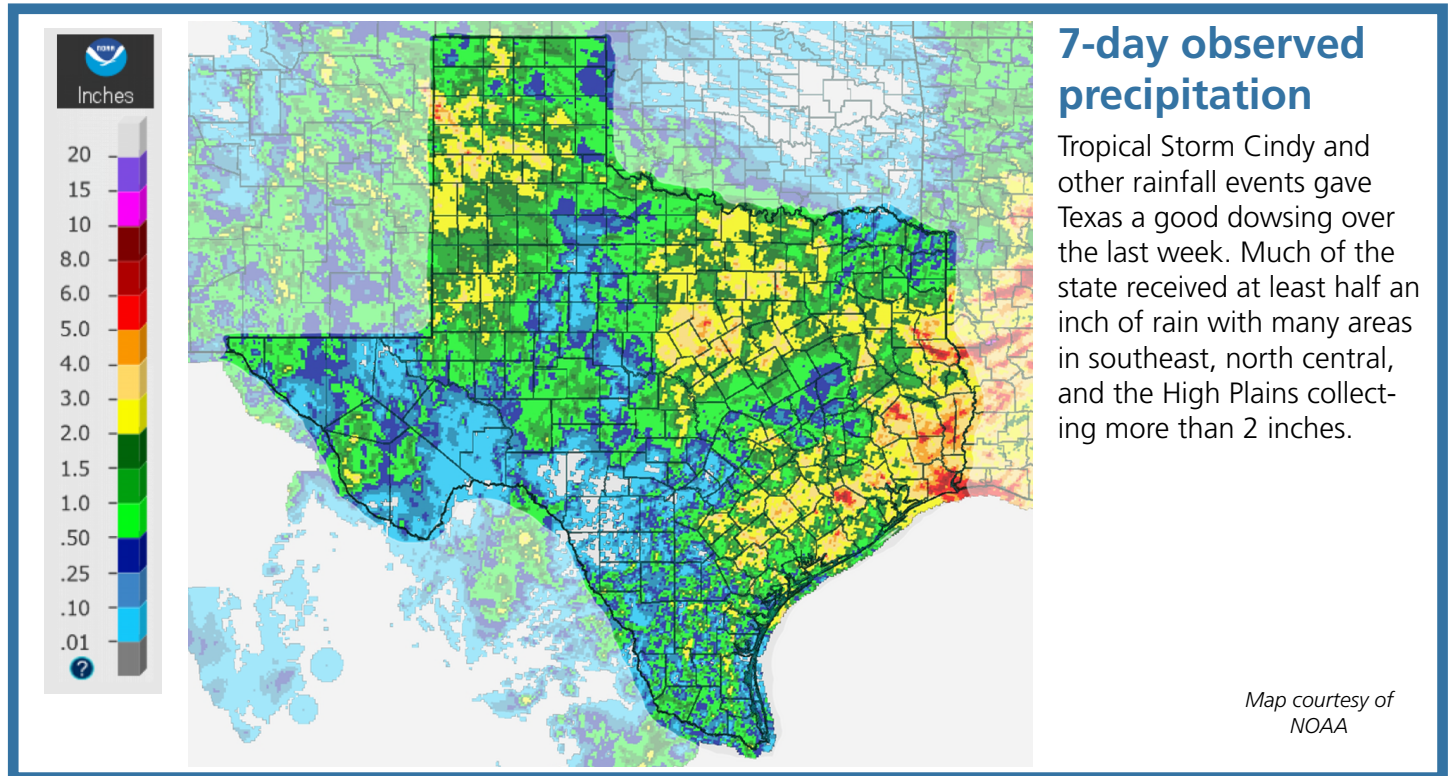 NOAA
Inches
20
15
10
8.0
6.0
5.0
4.0
3.0
2.0
1.5
1.0
.50
.25
.10
.01
?
7-day observed
precipitation
Tropical Storm Cindy and
other rainfall events gave
Texas a good dowsing over
the last week. Much of the
state received at least half an
inch of rain with many areas
in southeast, north central,
and the High Plains collect-
ing more than 2 inches.
Map courtesy of
NOAA